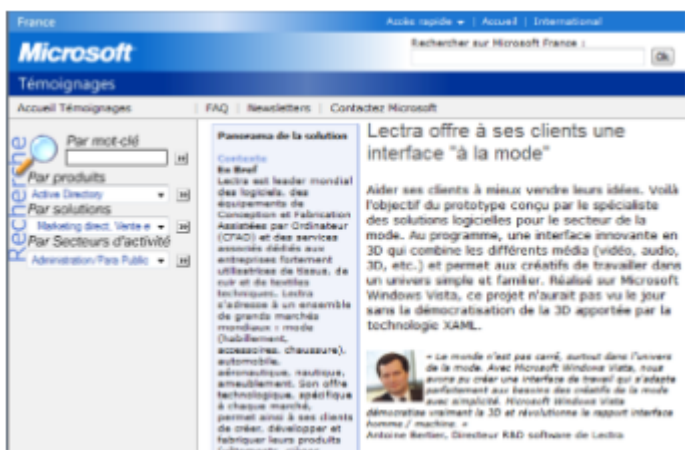 France
Accès rapide | Accueil | International
Microsoft
Rechercher sur Microsoft France :
Ok
Témoignages
Accueil Témoignages | FAQ | Newsletters | Contactez Microsoft
Recherche
Par mot-clé
Par produits
Active Directory
Par solutions
Marketing direct, Vente e
Par Secteurs d'activité
Administration/Para Public
Panorama de la solution
Contexte
En Bref
Lectra est leader mondial
des logiciels, des
équipements de
Conception et Fabrication
Assistées par Ordinateur
(CFAO) et des services
associés dédiés aux
entreprises fortement
utilisatrices de tissus, de
cuir et de textiles
techniques. Lectra
s'adresse à un ensemble
de grands marchés
mondiaux : mode
(habillement,
accessoires, chaussure),
automobile,
aéronautique, nautique,
ameublement. Son offre
technologique, spécifique
à chaque marché,
permet ainsi à ses clients
de créer, développer et
fabriquer leurs produits
Lectra offre à ses clients une
interface "à la mode"
Aider ses clients à mieux vendre leurs idées. Voilà
l'objectif du prototype conçu par le spécialiste
des solutions logicielles pour le secteur de la
mode. Au programme, une interface innovante en
3D qui combine les différents média (vidéo, audio,
3D, etc.) et permet aux créatifs de travailler dans
un univers simple et familier. Réalisé sur Microsoft
Windows Vista, ce projet n'aurait pas vu le jour
sans la démocratisation de la 3D apportée par la
technologie XAML.
« Le monde n'est pas carré, surtout dans l'univers
de la mode. Avec Microsoft Windows Vista, nous
avons pu créer une interface de travail qui s'adapte
parfaitement aux besoins des créatifs de la mode
avec simplicité. Microsoft Windows Vista
démocratise vraiment la 3D et révolutionne le rapport interface
homme / machine. »
Antoine Bertier, Directeur R&D software de Lectra